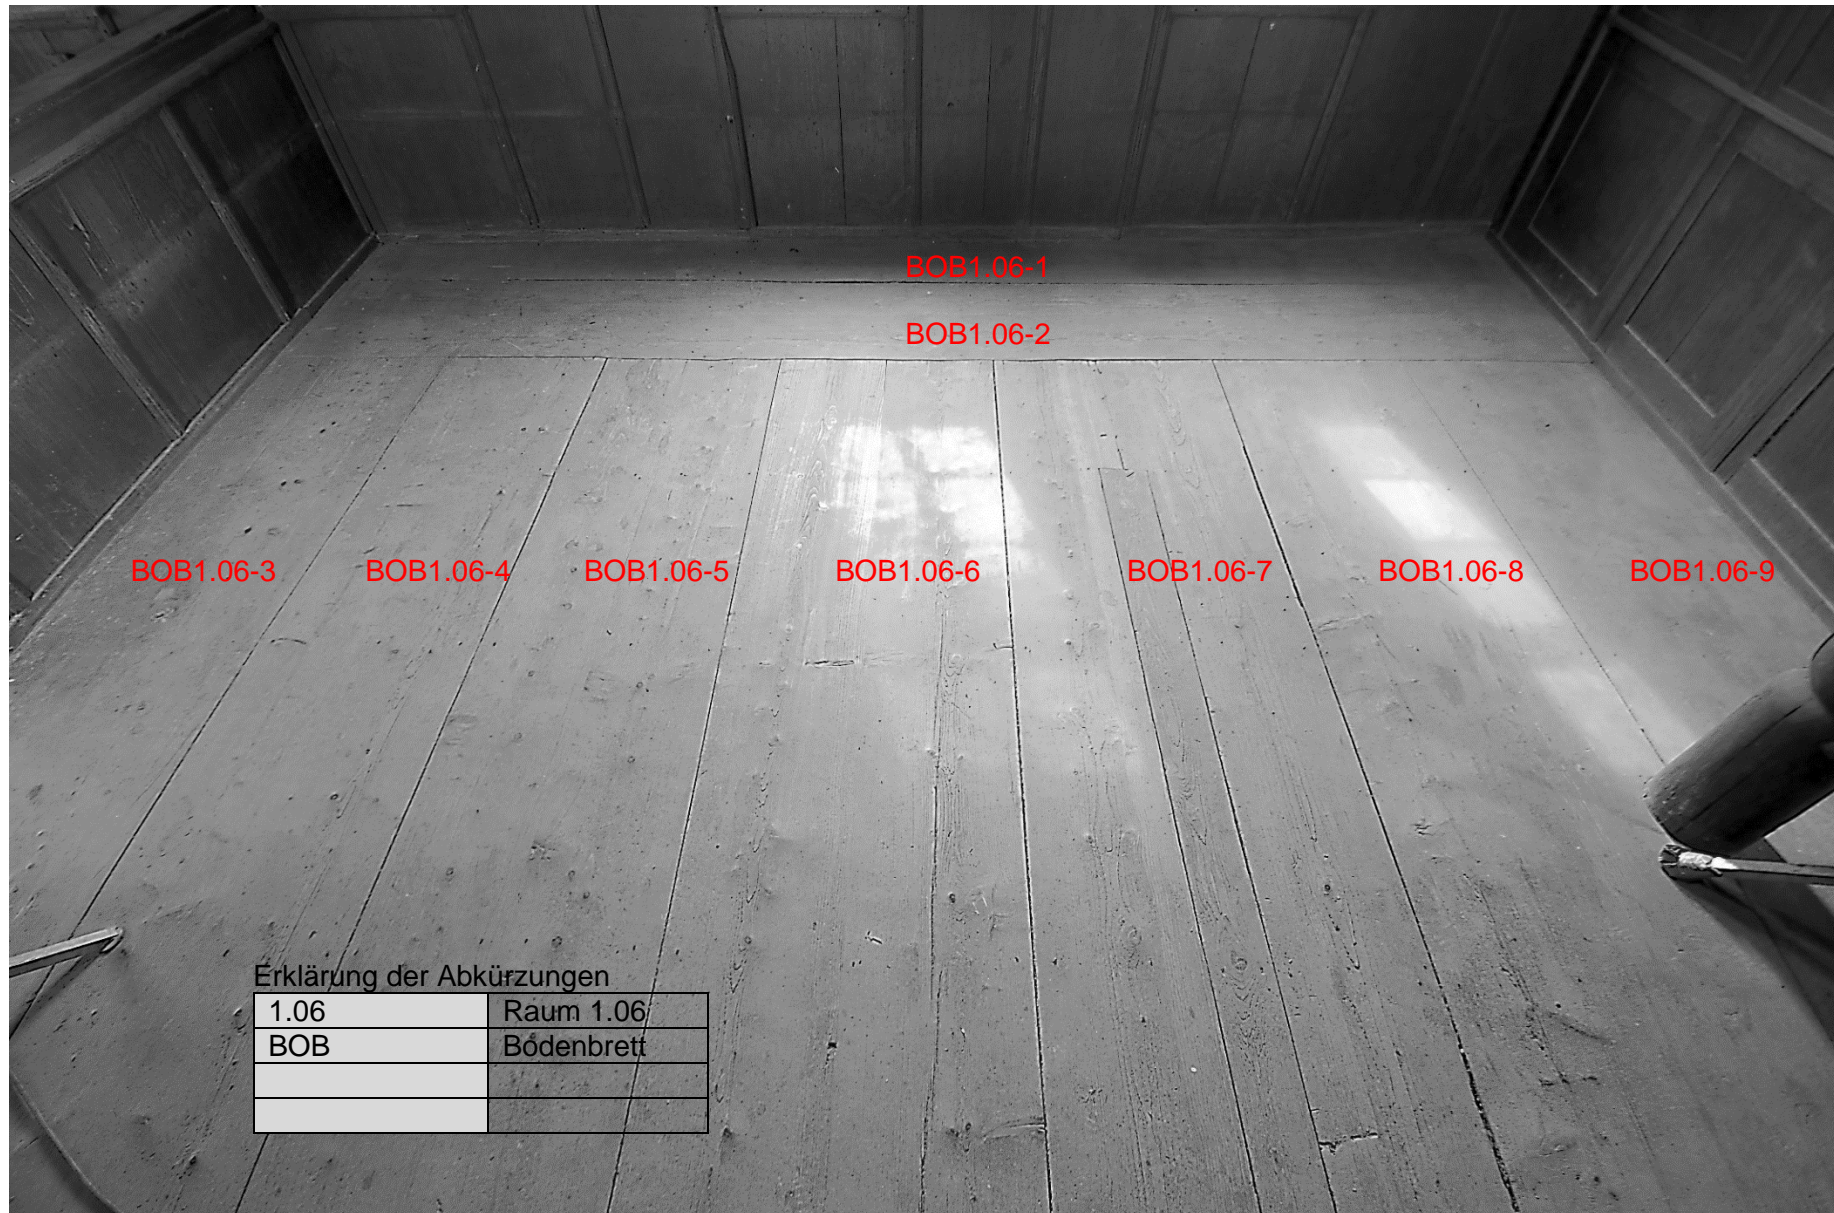 BOB1.06-1
BOB1.06-2
BOB1.06-3 BOB1.06-4 BOB1.06-5 BOB1.06-6 BOB1.06-7 BOB1.06-8 BOB1.06-9
Erklärung der Abkürzungen
1.06 Raum 1.06
BOB Bodenbrett